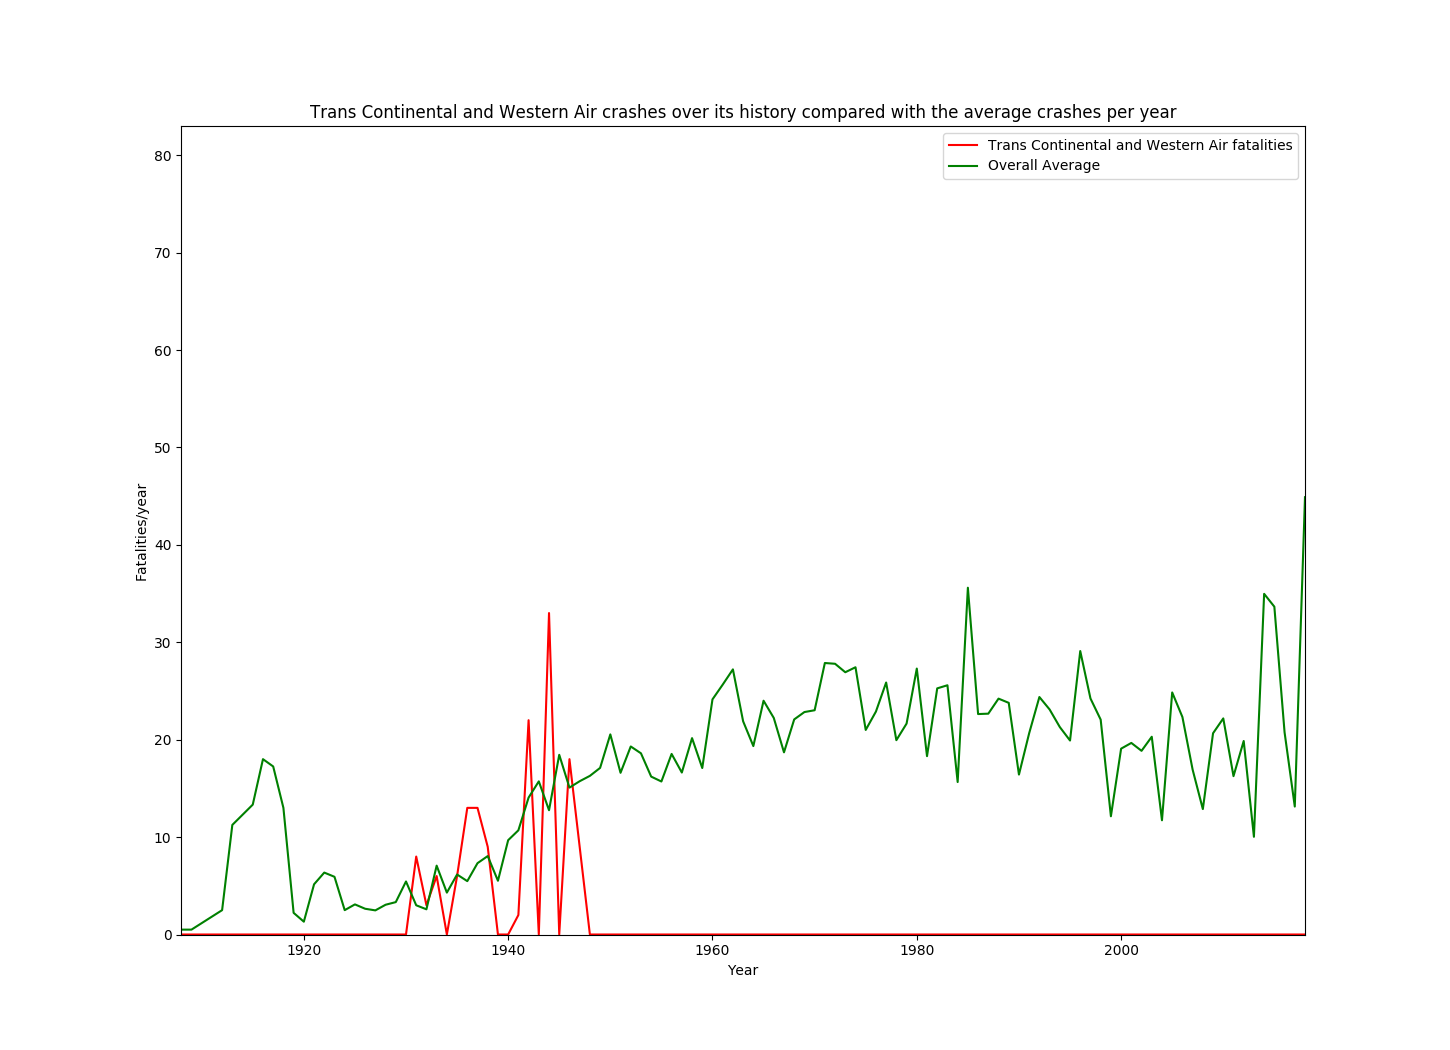 Trans Continental and Western Air crashes over its history compared with the average crashes per year
Trans Continental and Western Air fatalities
Overall Average
80
70
60
50
40
30
20
10
0
Fatalities/year
1920 1940 1960 1980 2000
Year